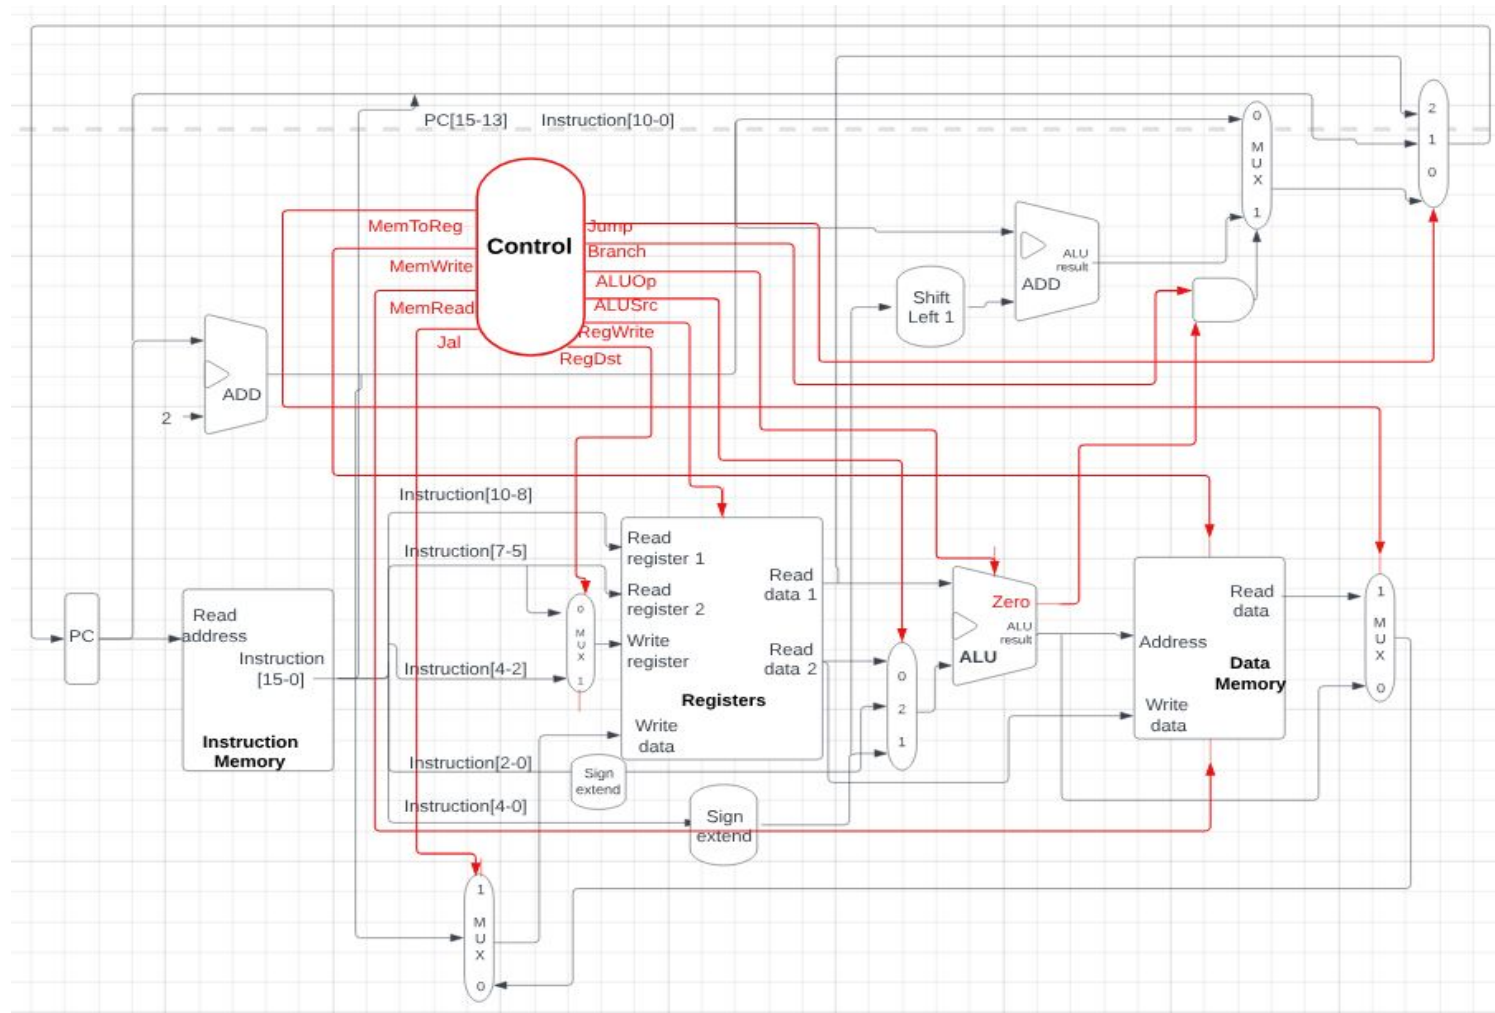 2
1
0
0
M
U
X
1
PC[15-13]
Instruction[10-0]
Control
MemToReg
MemWrite
MemRead
Jal
Jump
Branch
ALUOp
ALUSrc
RegWrite
RegDst
ALU
result
ADD
Shift
Left 1
ADD
2
Instruction[10-8]
Instruction[7-5]
Instruction[4-2]
Instruction[2-0]
Instruction[4-0]
PC
Read
address
Instruction
[15-0]
Instruction
Memory
0
M
U
X
1
Read
register 1
Read
register 2
Write
register
Write
data
Read
data 1
Read
data 2
Registers
Sign
extend
Sign
extend
0
2
1
Zero
ALU
result
ALU
Read
data
Address
Data
Memory
Write
data
1
M
U
X
0
1
M
U
X
0